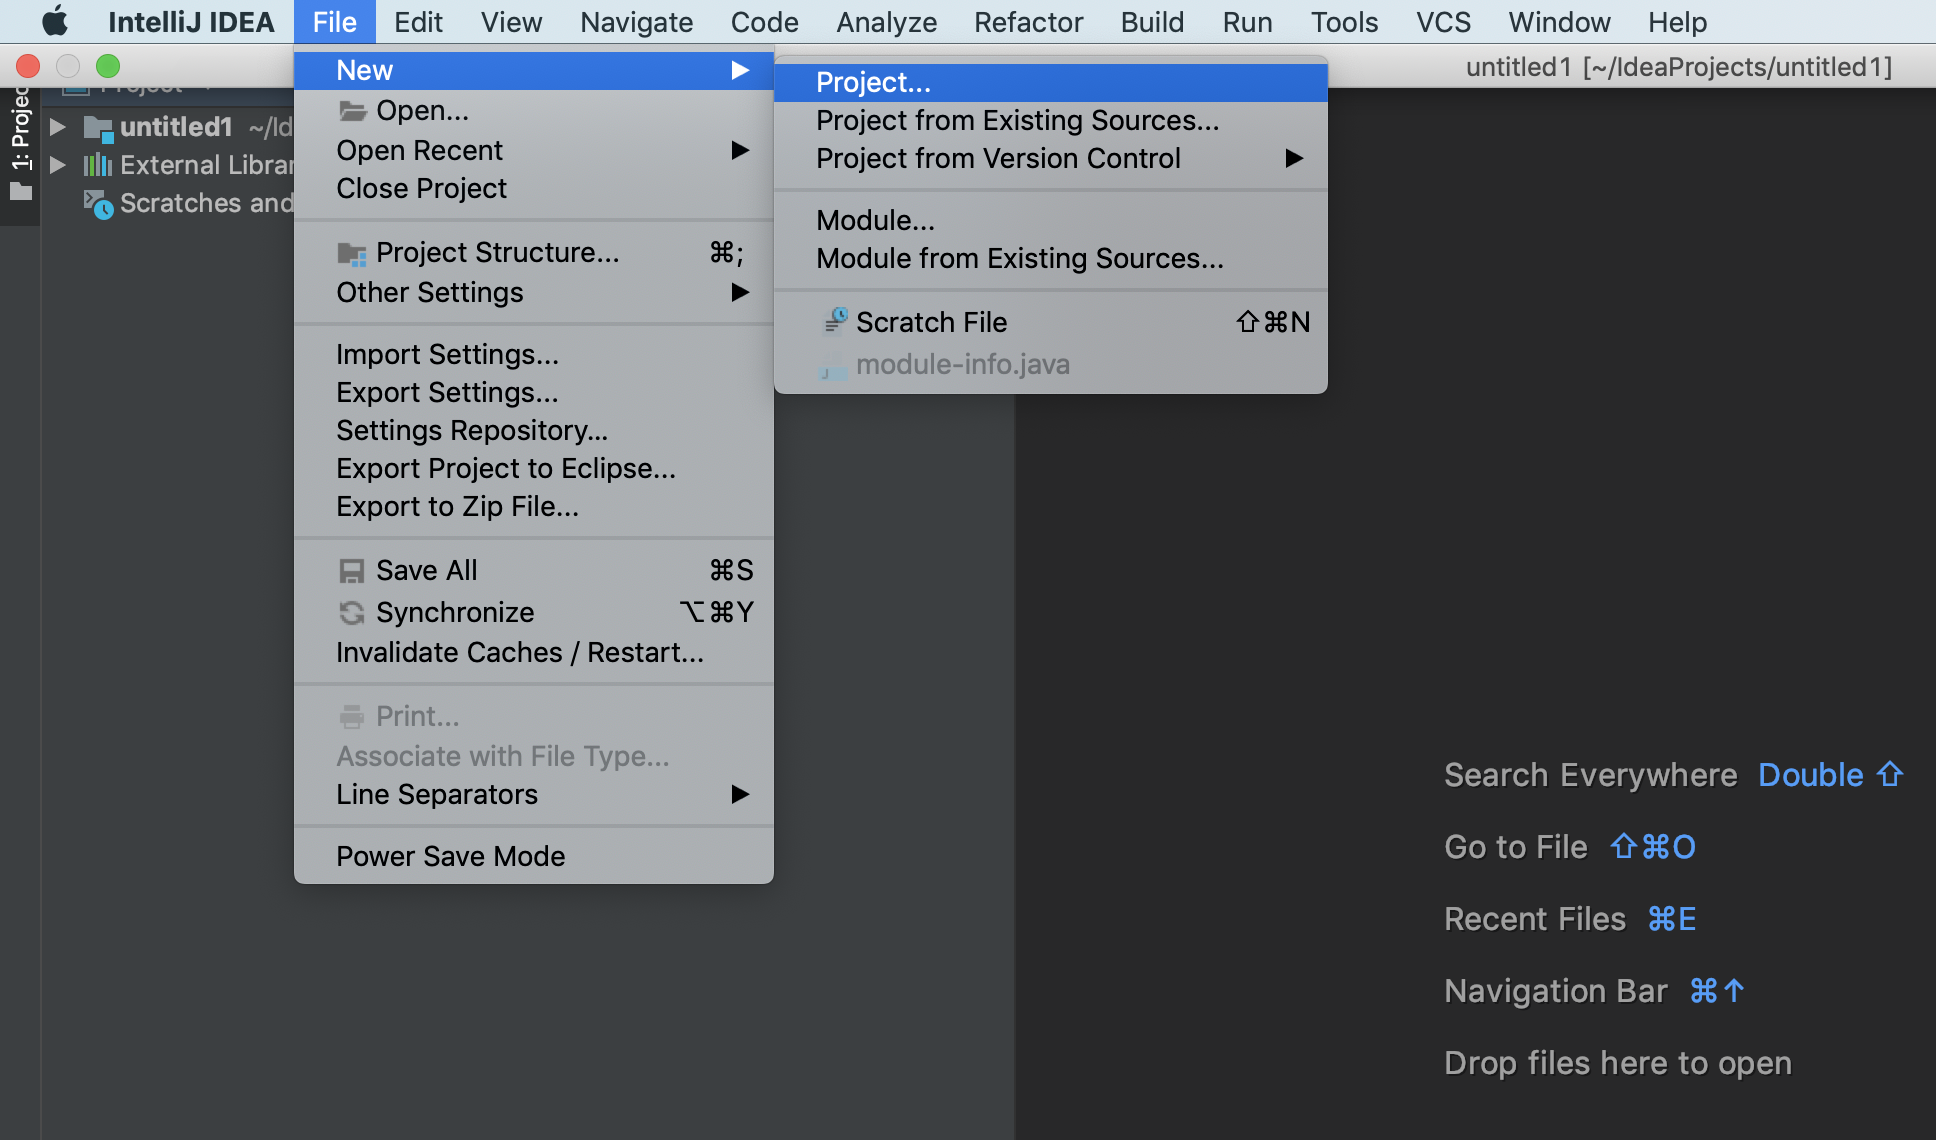 IntelliJ IDEA File Edit View Navigate Code Analyze Refactor Build Run Tools VCS Window Help
untitled1 [~/IdeaProjects/untitled1]
1: Projec
Project
untitled1 ~/Id
External Librar
Scratches and
New
Open...
Open Recent
Close Project
Project Structure... ⌘;
Other Settings
Import Settings...
Export Settings...
Settings Repository...
Export Project to Eclipse...
Export to Zip File...
Save All ⌘S
Synchronize ⌥⌘Y
Invalidate Caches / Restart...
Print...
Associate with File Type...
Line Separators
Power Save Mode
Project...
Project from Existing Sources...
Project from Version Control
Module...
Module from Existing Sources...
Scratch File ⇧⌘N
module-info.java
Search Everywhere Double ⇧
Go to File ⇧⌘O
Recent Files ⌘E
Navigation Bar ⌘↑
Drop files here to open